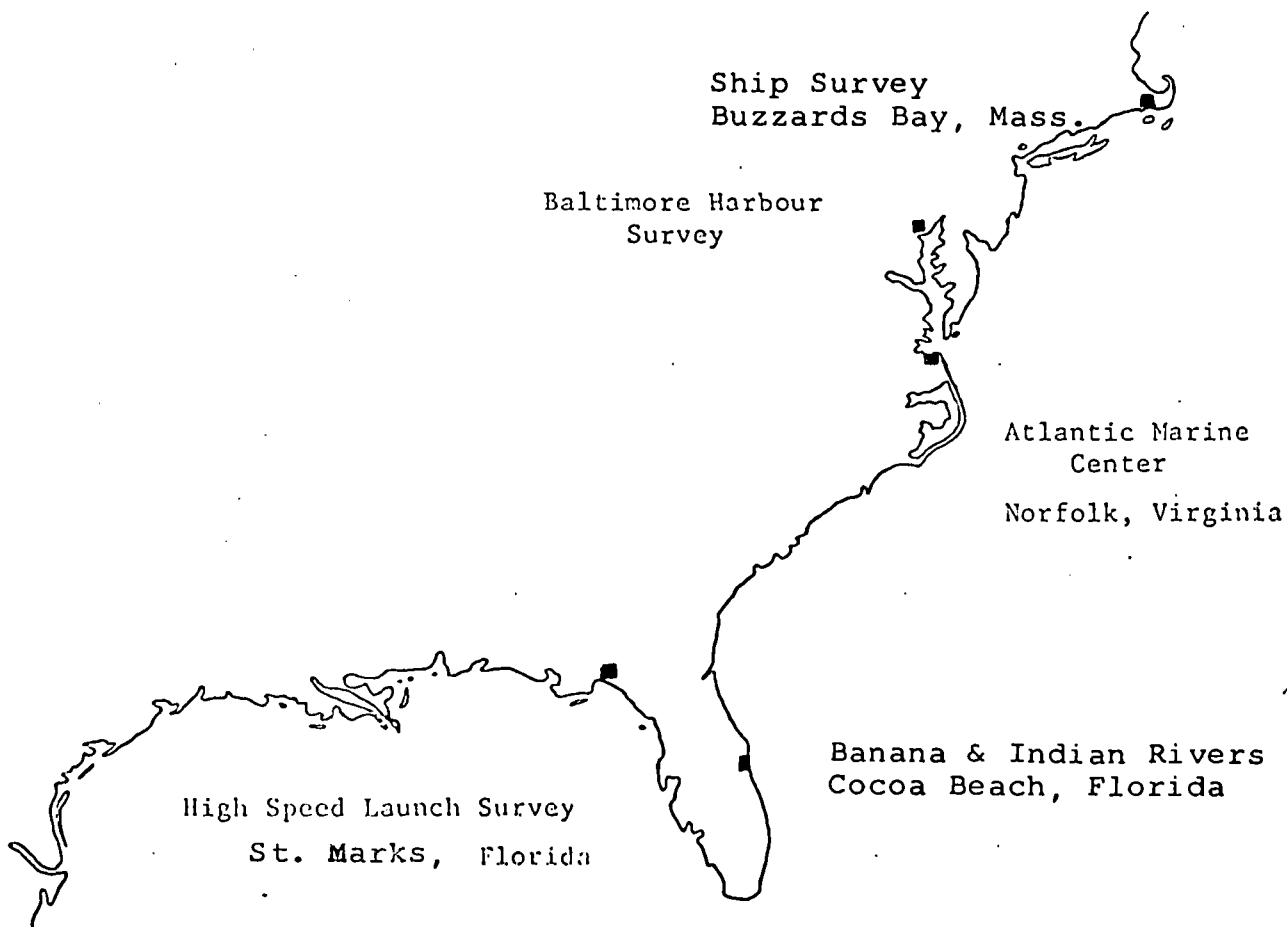 Ship Survey
Buzzards Bay, Mass.
Baltimore Harbour
Survey
Atlantic Marine
Center
Norfolk, Virginia
Banana & Indian Rivers
Cocoa Beach, Florida
High Speed Launch Survey
St. Marks, Florida